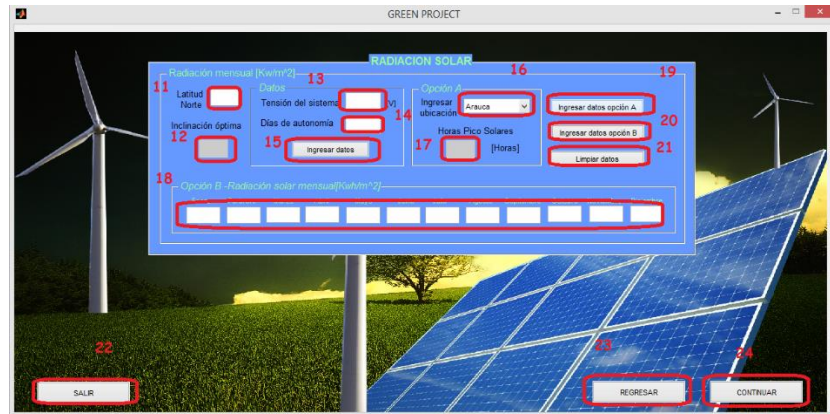 GREEN PROJECT
RADIACION SOLAR
Radiación mensual [Kw/m^2]
11
Latitud
Norte
Inclinación óptima
12
Datos
13
Tensión del sistema
[V]
Días de autonomía
14
15
Ingresar datos
Opción A
16
Ingresar
ubicación
Arauca
Horas Pico Solares
17
[Horas]
19
Ingresar datos opción A
20
Ingresar datos opción B
21
Limpiar datos
18
Opción B -Radiación solar mensual[Kwh/m^2]
22
SALIR
23
REGRESAR
24
CONTINUAR